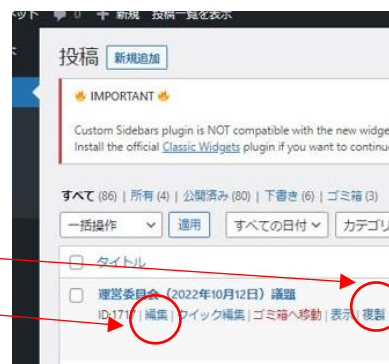 0 + 新規 投稿一覧を表示
投稿 新規追加
IMPORTANT
Custom Sidebars plugin is NOT compatible with the new widge
Install the official Classic Widgets plugin if you want to continu
すべて (86) | 所有 (4) | 公開済み (80) | 下書き (6) | ゴミ箱 (3)
一括操作 適用 すべての日付 カテゴリ
タイトル
運営委員会（2022年10月12日）議題
ID:1717 | 編集 | クイック編集 | ゴミ箱へ移動 | 表示 | 複製